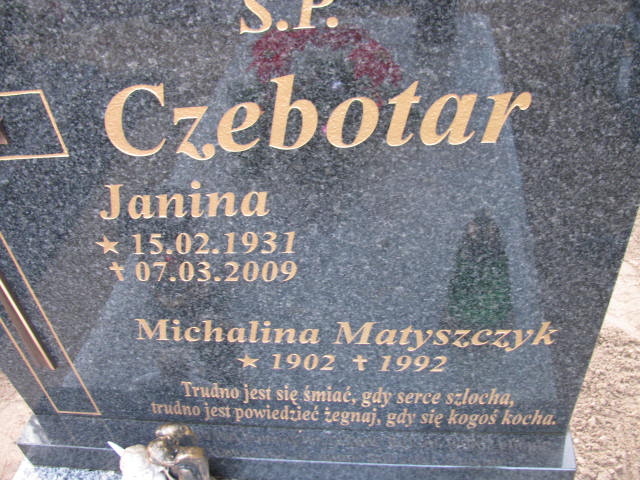 Ś.P.
Czebotar
Janina
★ 15.02.1931
✝ 07.03.2009
Michalina Matyszczyk
★ 1902 ✝ 1992
Trudno jest się śmiać, gdy serce szlocha,
trudno jest powiedzieć żegnaj, gdy się kogoś kocha.